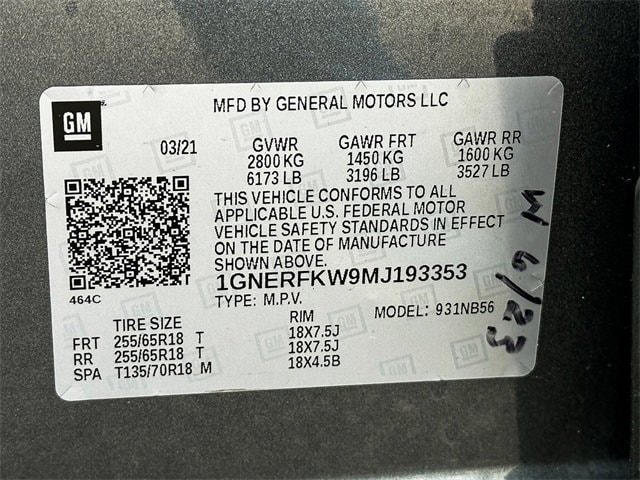 GM
MFD BY GENERAL MOTORS LLC
03/21 GVWR GAWR FRT GAWR RR
2800 KG 1450 KG 1600 KG
6173 LB 3196 LB 3527 LB
THIS VEHICLE CONFORMS TO ALL
APPLICABLE U.S. FEDERAL MOTOR
VEHICLE SAFETY STANDARDS IN EFFECT
ON THE DATE OF MANUFACTURE
SHOWN ABOVE.
464C
1GNERFKW9MJ193353
TYPE: M.P.V. MODEL: 931NB56
TIRE SIZE RIM
FRT 255/65R18 T 18X7.5J
RR 255/65R18 T 18X7.5J
SPA T135/70R18 M 18X4.5B